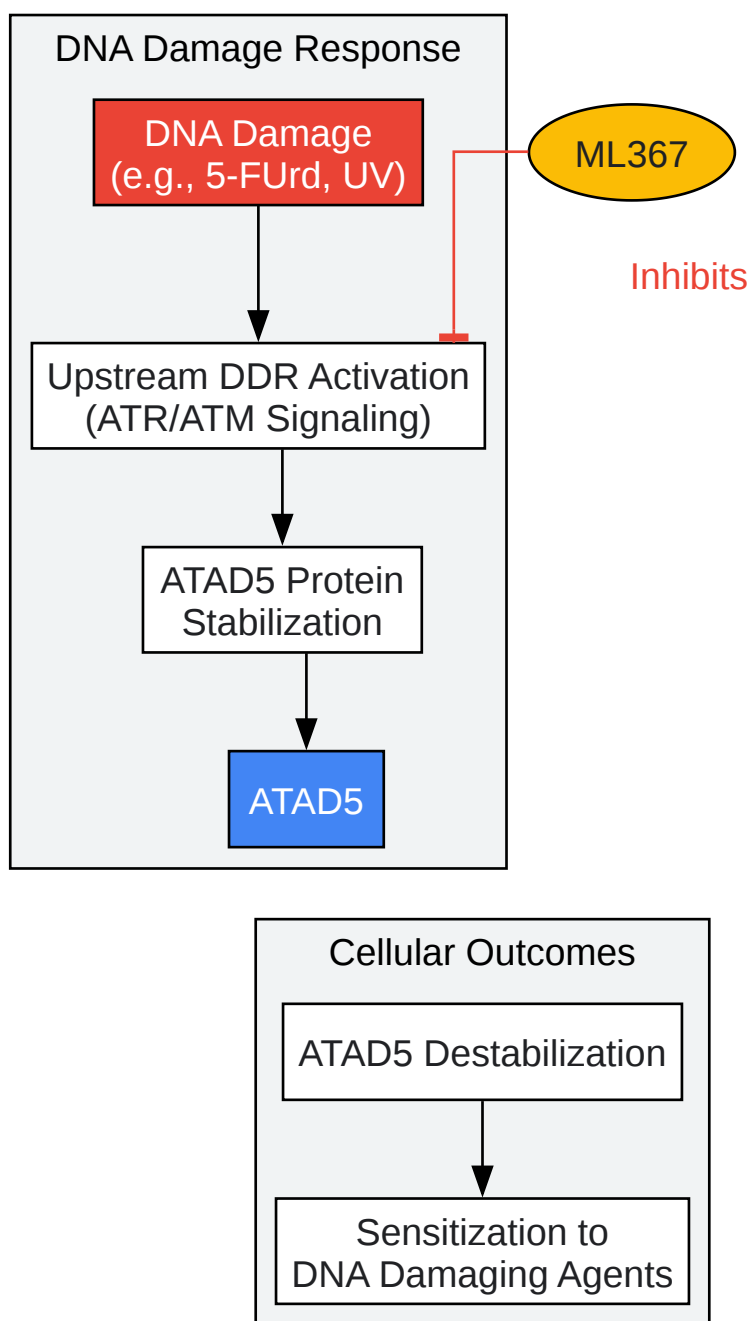 DNA Damage Response
DNA Damage
(e.g., 5-FUrd, UV)
ML367
Inhibits
Upstream DDR Activation
(ATR/ATM Signaling)
ATAD5 Protein
Stabilization
ATAD5
Cellular Outcomes
ATAD5 Destabilization
Sensitization to
DNA Damaging Agents